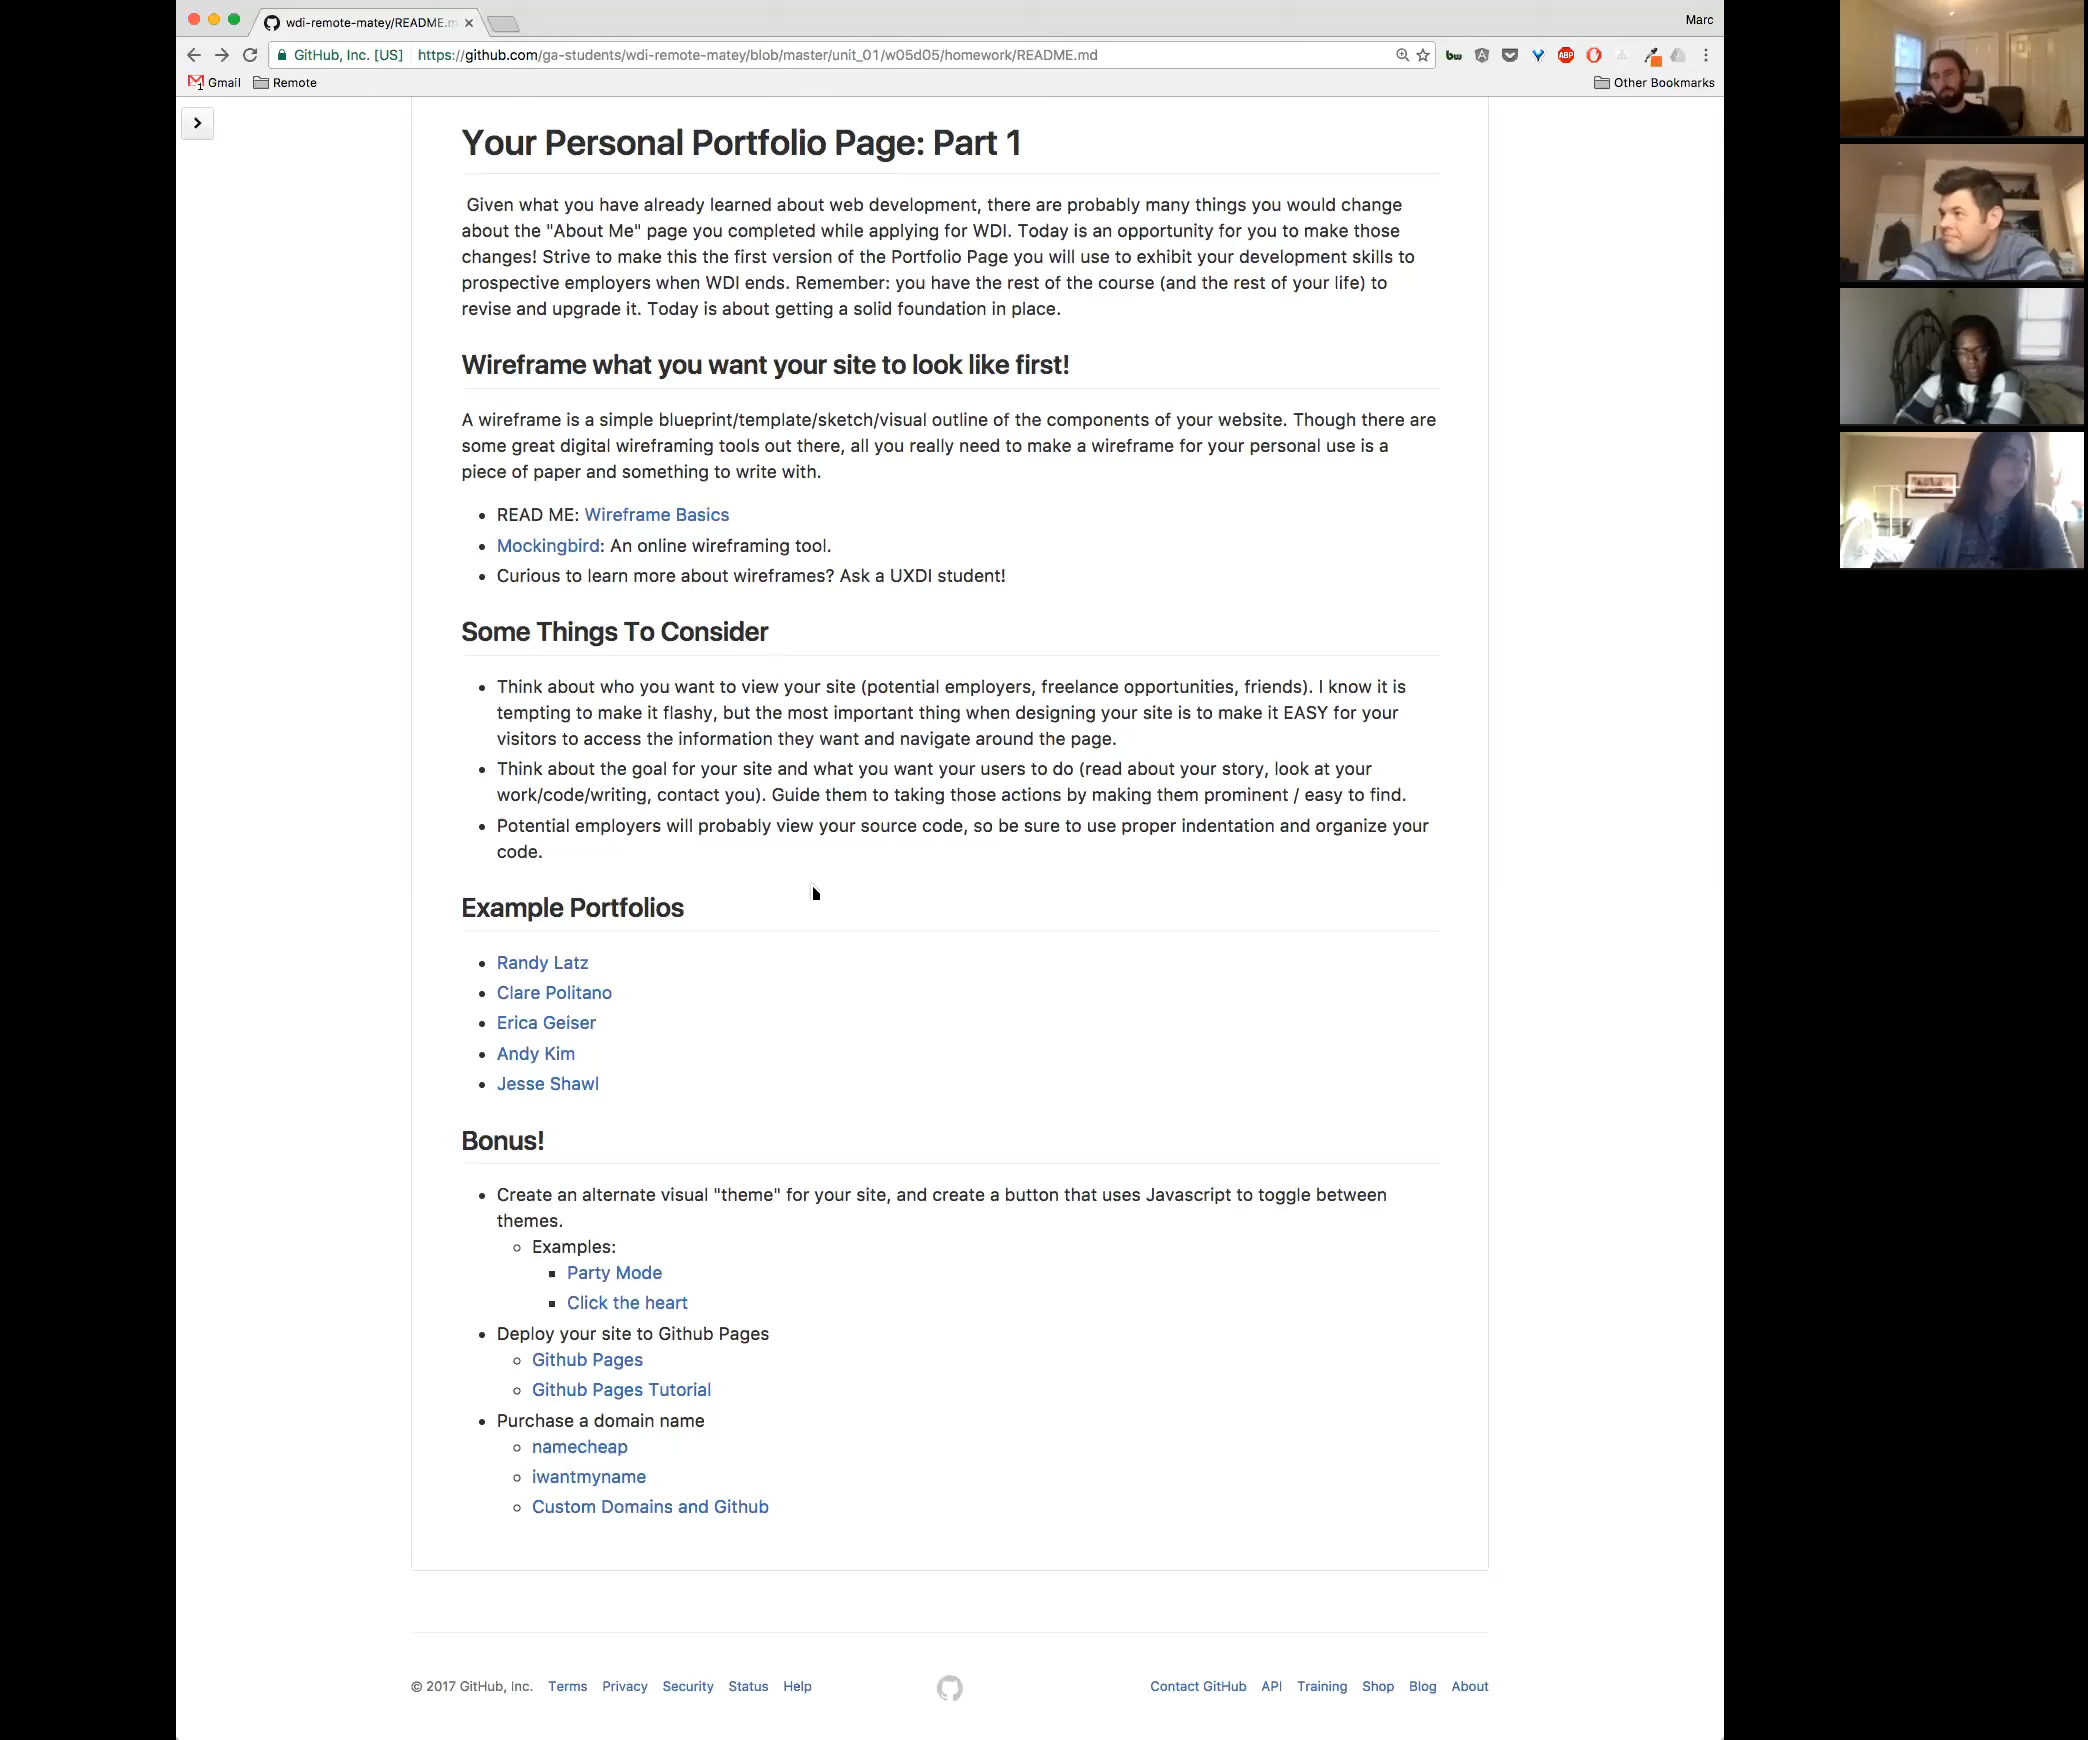 wdi-remote-matey/README.m
Marc
GitHub, Inc. [US]
https://github.com/ga-students/wdi-remote-matey/blob/master/unit_01/w05d05/homework/README.md
bw
ABP
Gmail
Remote
Other Bookmarks
Your Personal Portfolio Page: Part 1
Given what you have already learned about web development, there are probably many things you would change
about the "About Me" page you completed while applying for WDI. Today is an opportunity for you to make those
changes! Strive to make this the first version of the Portfolio Page you will use to exhibit your development skills to
prospective employers when WDI ends. Remember: you have the rest of the course (and the rest of your life) to
revise and upgrade it. Today is about getting a solid foundation in place.
Wireframe what you want your site to look like first!
A wireframe is a simple blueprint/template/sketch/visual outline of the components of your website. Though there are
some great digital wireframing tools out there, all you really need to make a wireframe for your personal use is a
piece of paper and something to write with.
READ ME: Wireframe Basics
Mockingbird: An online wireframing tool.
Curious to learn more about wireframes? Ask a UXDI student!
Some Things To Consider
Think about who you want to view your site (potential employers, freelance opportunities, friends). I know it is
tempting to make it flashy, but the most important thing when designing your site is to make it EASY for your
visitors to access the information they want and navigate around the page.
Think about the goal for your site and what you want your users to do (read about your story, look at your
work/code/writing, contact you). Guide them to taking those actions by making them prominent / easy to find.
Potential employers will probably view your source code, so be sure to use proper indentation and organize your
code.
Example Portfolios
Randy Latz
Clare Politano
Erica Geiser
Andy Kim
Jesse Shawl
Bonus!
Create an alternate visual "theme" for your site, and create a button that uses Javascript to toggle between
themes.
Examples:
Party Mode
Click the heart
Deploy your site to Github Pages
Github Pages
Github Pages Tutorial
Purchase a domain name
namecheap
iwantmyname
Custom Domains and Github
© 2017 GitHub, Inc. Terms Privacy Security Status Help
Contact GitHub API Training Shop Blog About